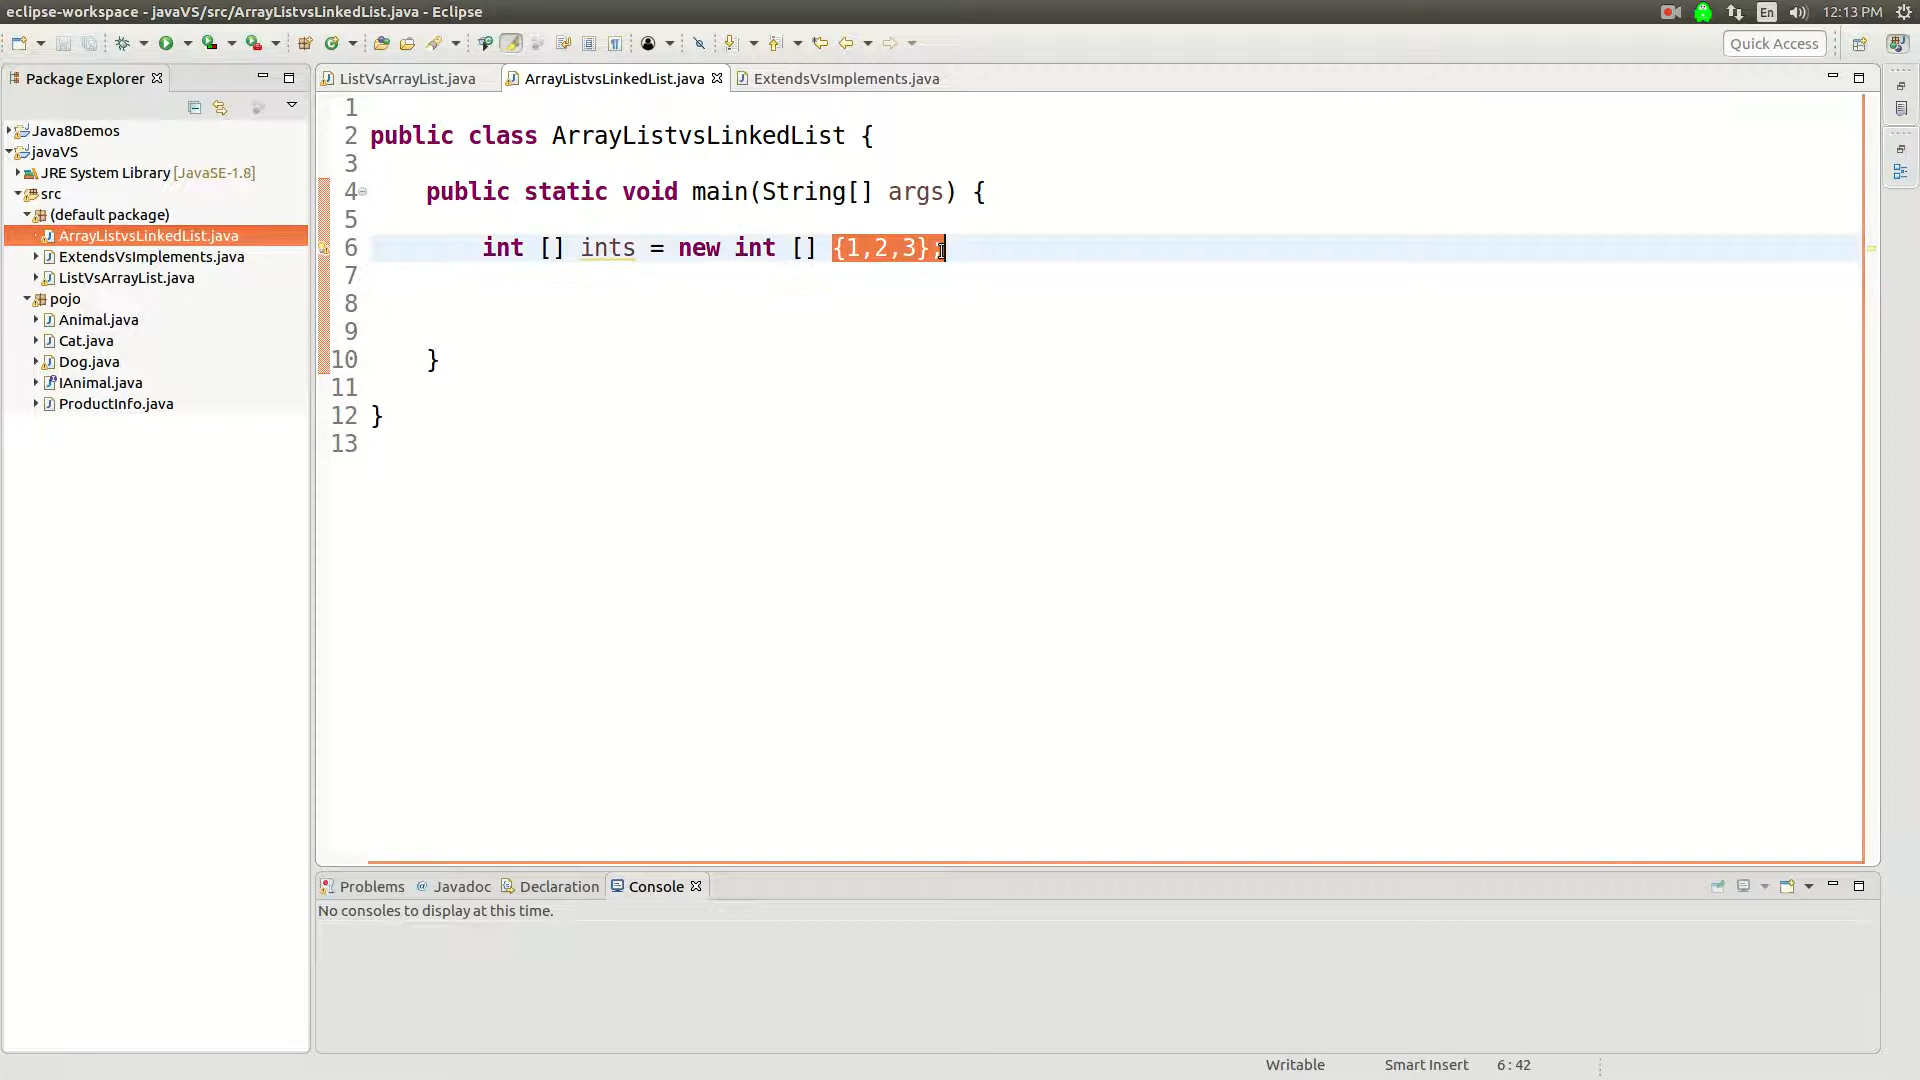 eclipse-workspace - javaVS/src/ArrayListvsLinkedList.java - Eclipse
En
12:13 PM
Quick Access
Package Explorer
Java8Demos
javaVS
JRE System Library [JavaSE-1.8]
src
(default package)
ArrayListvsLinkedList.java
ExtendsVsImplements.java
ListVsArrayList.java
pojo
Animal.java
Cat.java
Dog.java
IAnimal.java
ProductInfo.java
ListVsArrayList.java
ArrayListvsLinkedList.java
ExtendsVsImplements.java
1
2 public class ArrayListvsLinkedList {
3
4 public static void main(String[] args) {
5
6 int [] ints = new int [] {1,2,3};
7
8
9
10 }
11
12 }
13
Problems @ Javadoc Declaration Console
No consoles to display at this time.
Writable Smart Insert 6 : 42